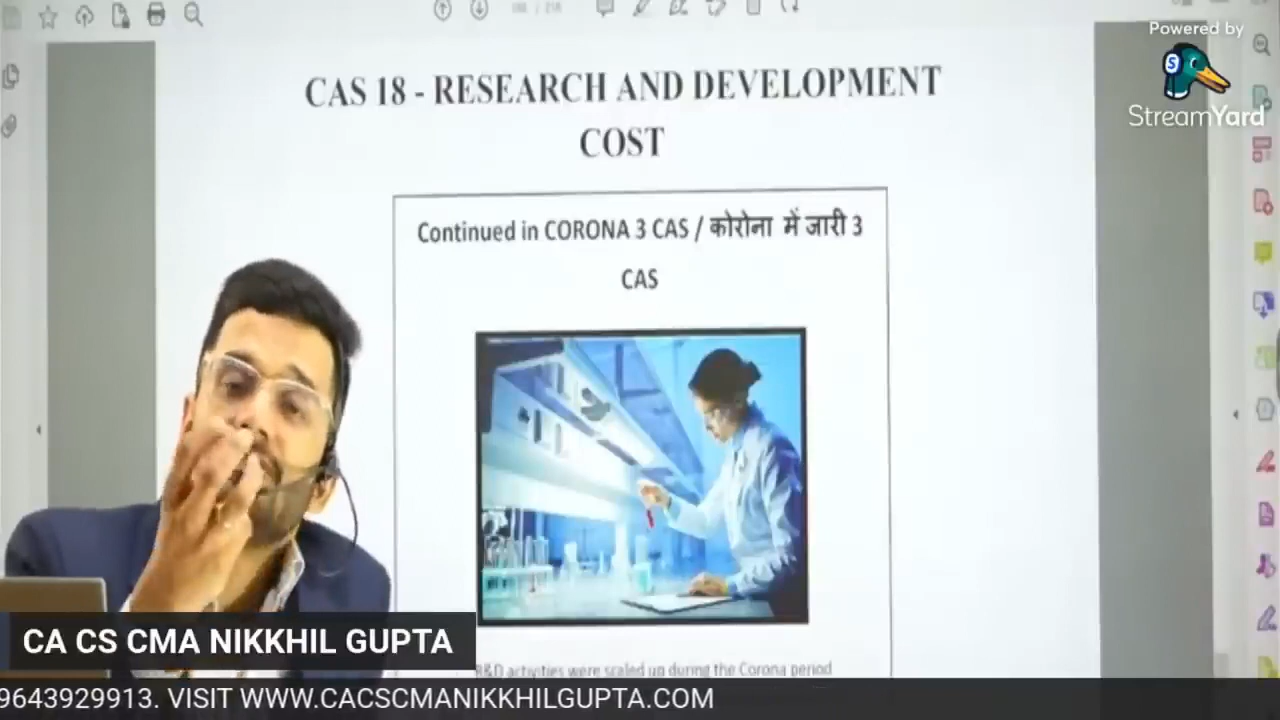 Powered by
StreamYard
CAS 18 - RESEARCH AND DEVELOPMENT
COST
Continued in CORONA 3 CAS / कोरोना में जारी 3
CAS
R&D activities were scaled up during the Corona period
CA CS CMA NIKKHIL GUPTA
9643929913. VISIT WWW.CACSCMANIKKHILGUPTA.COM